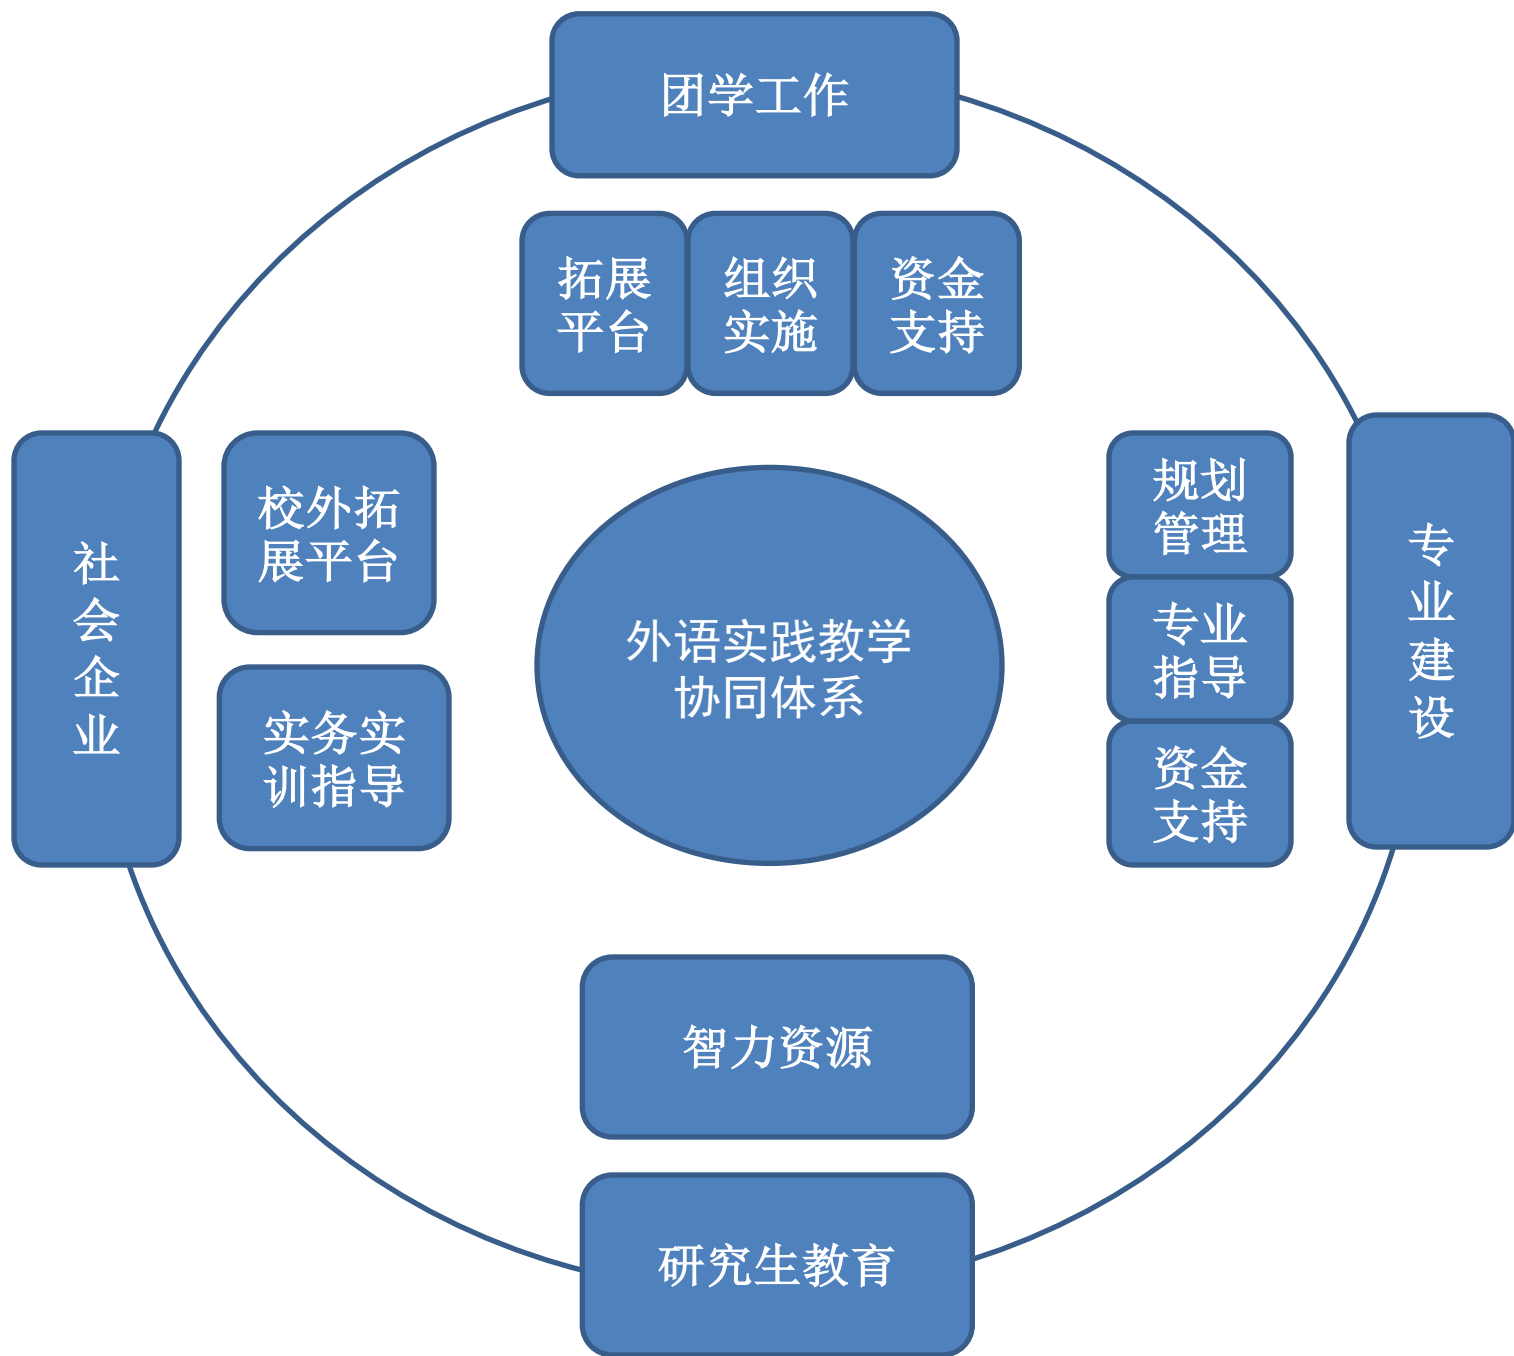 团学工作
拓展
平台
组织
实施
资金
支持
社
会
企
业
校外拓
展平台
实务实
训指导
外语实践教学
协同体系
规划
管理
专业
指导
资金
支持
专
业
建
设
智力资源
研究生教育